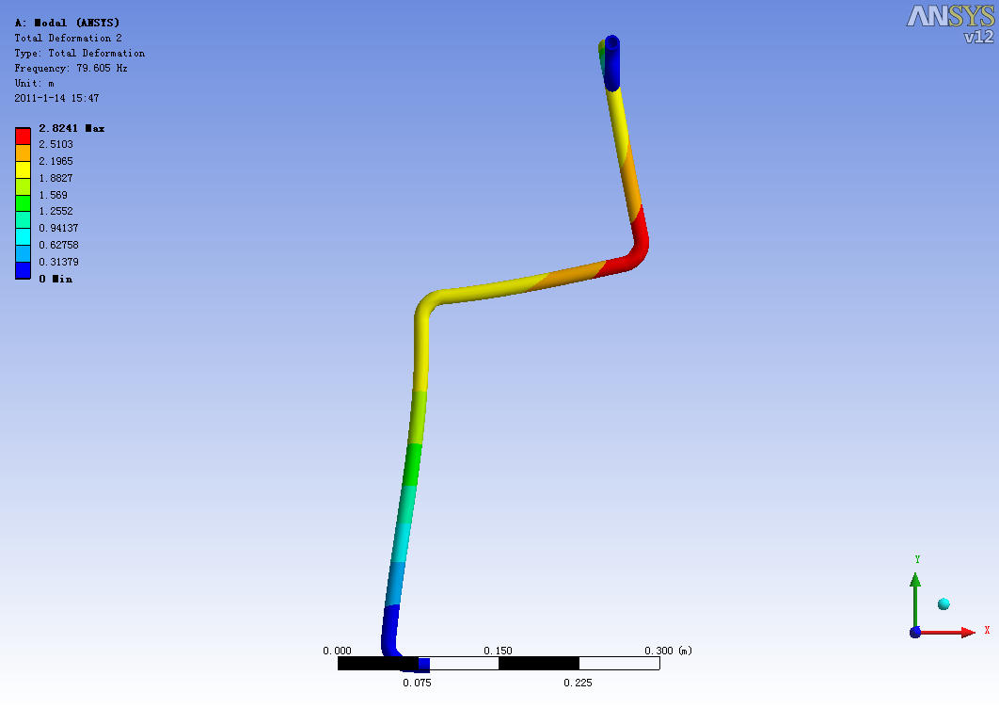 A: Modal (ANSYS)
Total Deformation 2
Type: Total Deformation
Frequency: 79.605 Hz
Unit: m
2011-1-14 15:47
2.8241 Max
2.5103
2.1965
1.8827
1.569
1.2552
0.94137
0.62758
0.31379
0 Min
ANSYS
v12
0.000
0.150
0.300 (m)
0.075
0.225
Y
X